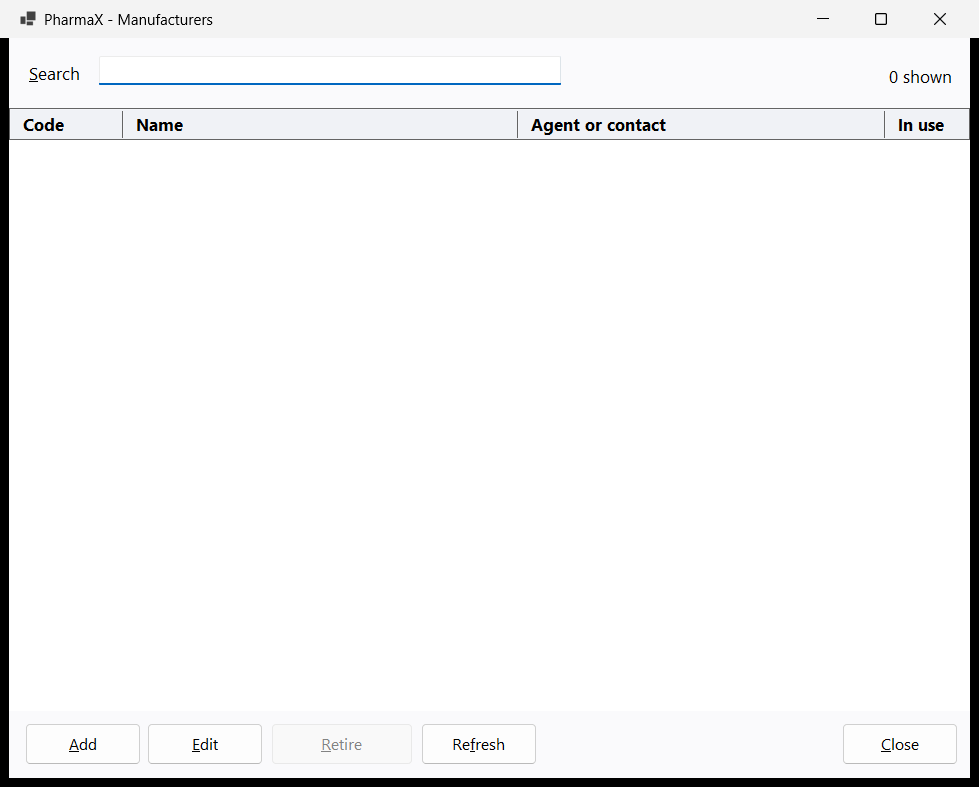 PharmaX - Manufacturers
Search
0 shown
Code Name Agent or contact In use
Add Edit Retire Refresh Close